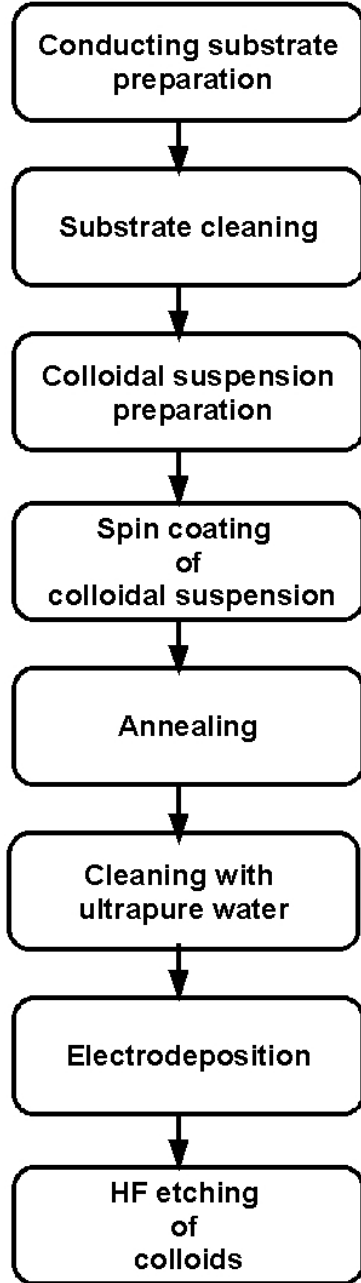 Conducting substrate
preparation
Substrate cleaning
Colloidal suspension
preparation
Spin coating
of
colloidal suspension
Annealing
Cleaning with
ultrapure water
Electrodeposition
HF etching
of
colloids